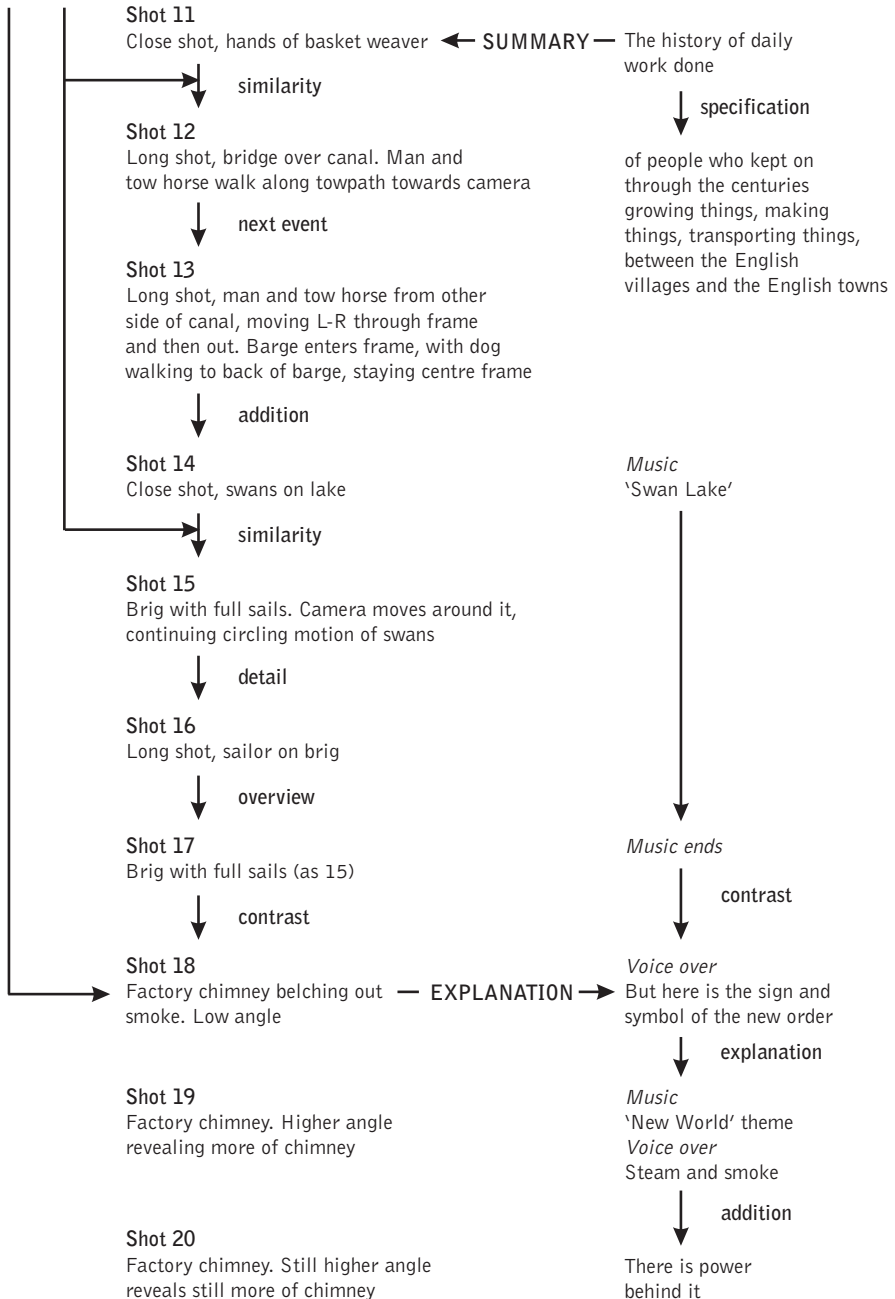 Shot 11
Close shot, hands of basket weaver
SUMMARY
The history of daily
work done
similarity
specification
Shot 12
Long shot, bridge over canal. Man and
tow horse walk along towpath towards camera
of people who kept on
through the centuries
growing things, making
things, transporting things,
between the English
villages and the English towns
next event
Shot 13
Long shot, man and tow horse from other
side of canal, moving L-R through frame
and then out. Barge enters frame, with dog
walking to back of barge, staying centre frame
addition
Shot 14
Close shot, swans on lake
Music
‘Swan Lake’
similarity
Shot 15
Brig with full sails. Camera moves around it,
continuing circling motion of swans
detail
Shot 16
Long shot, sailor on brig
overview
Shot 17
Brig with full sails (as 15)
Music ends
contrast
contrast
Shot 18
Factory chimney belching out
smoke. Low angle
EXPLANATION
Voice over
But here is the sign and
symbol of the new order
explanation
Shot 19
Factory chimney. Higher angle
revealing more of chimney
Music
‘New World’ theme
Voice over
Steam and smoke
addition
Shot 20
Factory chimney. Still higher angle
reveals still more of chimney
There is power
behind it